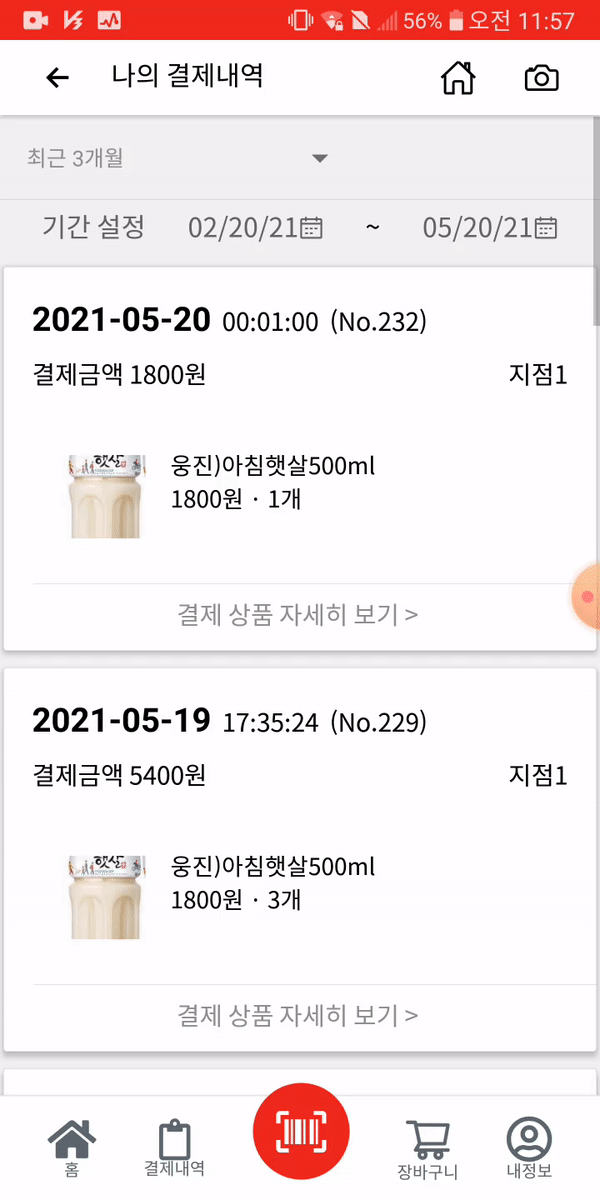 56% 오전 11:57
나의 결제내역
최근 3개월
기간 설정 02/20/21 ~ 05/20/21
2021-05-20 00:01:00 (No.232)
결제금액 1800원 지점1
햇살
웅진)아침햇살500ml
1800원 · 1개
결제 상품 자세히 보기 >
2021-05-19 17:35:24 (No.229)
결제금액 5400원 지점1
햇살
웅진)아침햇살500ml
1800원 · 3개
결제 상품 자세히 보기 >
홈 결제내역 장바구니 내정보